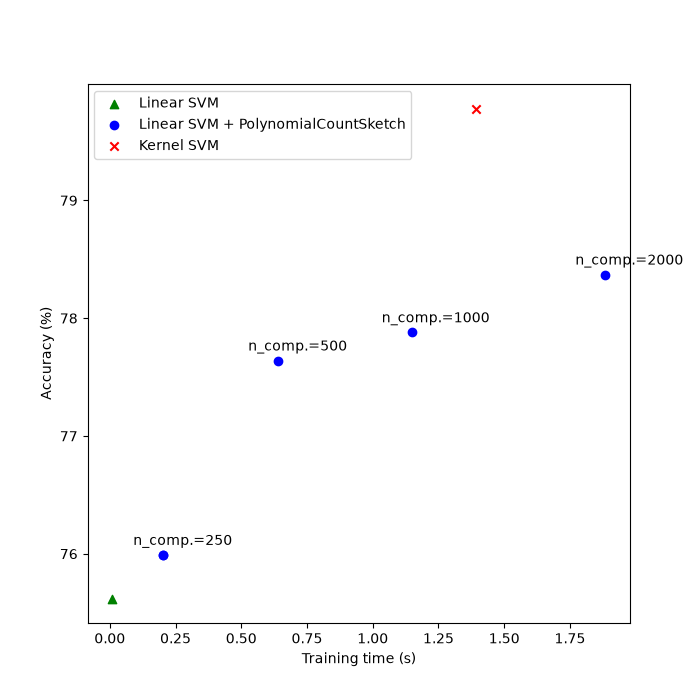 Linear SVM
Linear SVM + PolynomialCountSketch
Kernel SVM
79
n_comp.=2000
78
n_comp.=1000
n_comp.=500
Accuracy (%)
77
n_comp.=250
76
0.00 0.25 0.50 0.75 1.00 1.25 1.50 1.75
Training time (s)